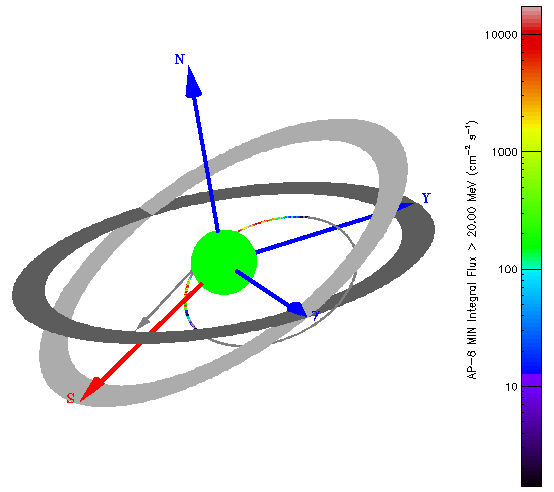 N
Y
S
10000
1000
100
10
AP-8 MIN Integral Flux > 20.00 MeV (cm⁻² s⁻¹)